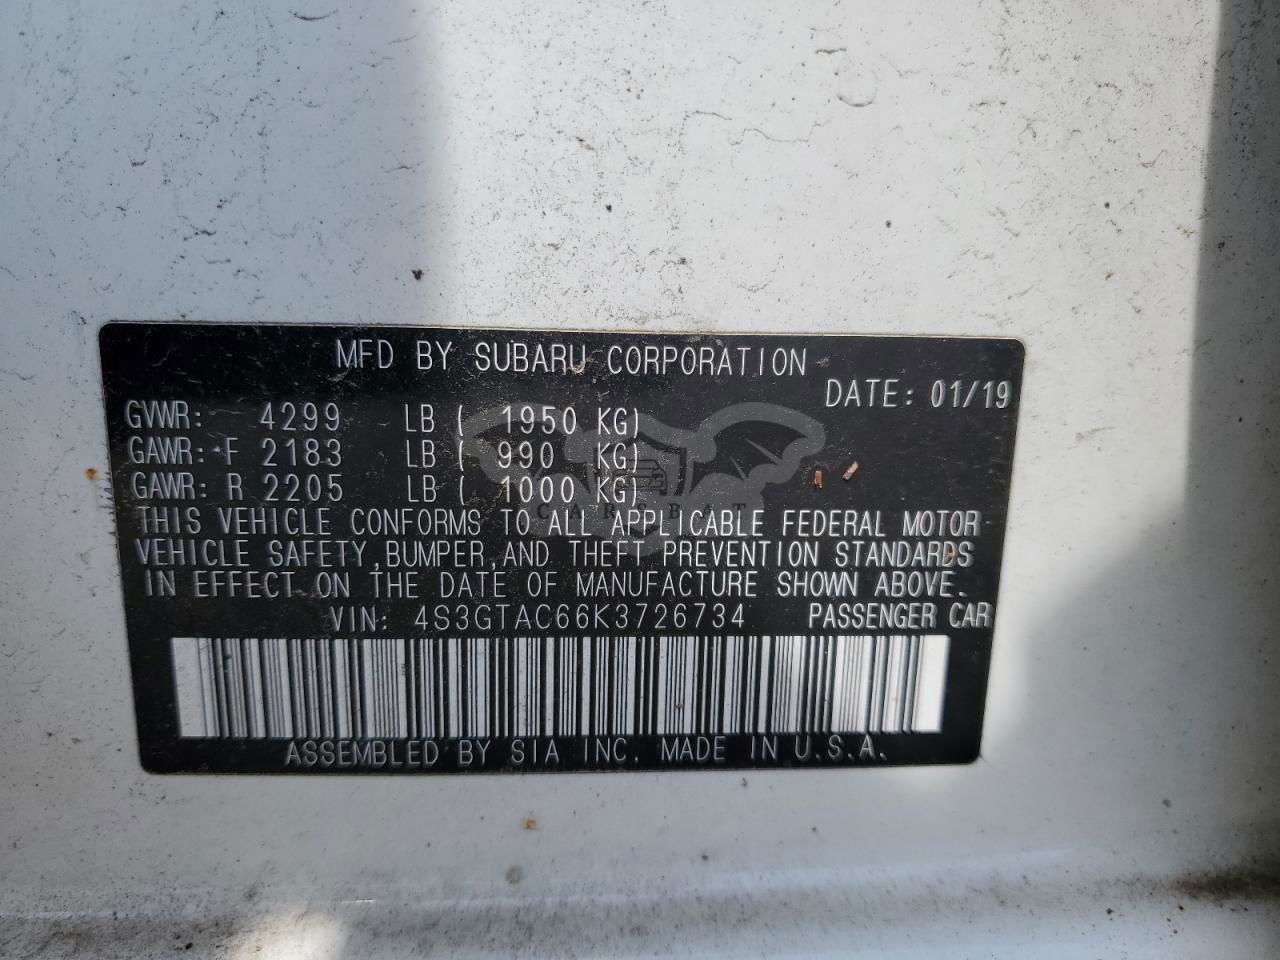 MFD BY SUBARU CORPORATION
DATE: 01/19
GVWR: 4299 LB ( 1950 KG)
GAWR: F 2183 LB ( 990 KG)
GAWR: R 2205 LB ( 1000 KG)
CARSBAT
THIS VEHICLE CONFORMS TO ALL APPLICABLE FEDERAL MOTOR
VEHICLE SAFETY,BUMPER,AND THEFT PREVENTION STANDARDS
IN EFFECT ON THE DATE OF MANUFACTURE SHOWN ABOVE.
VIN: 4S3GTAC66K3726734 PASSENGER CAR
ASSEMBLED BY SIA INC. MADE IN U.S.A.